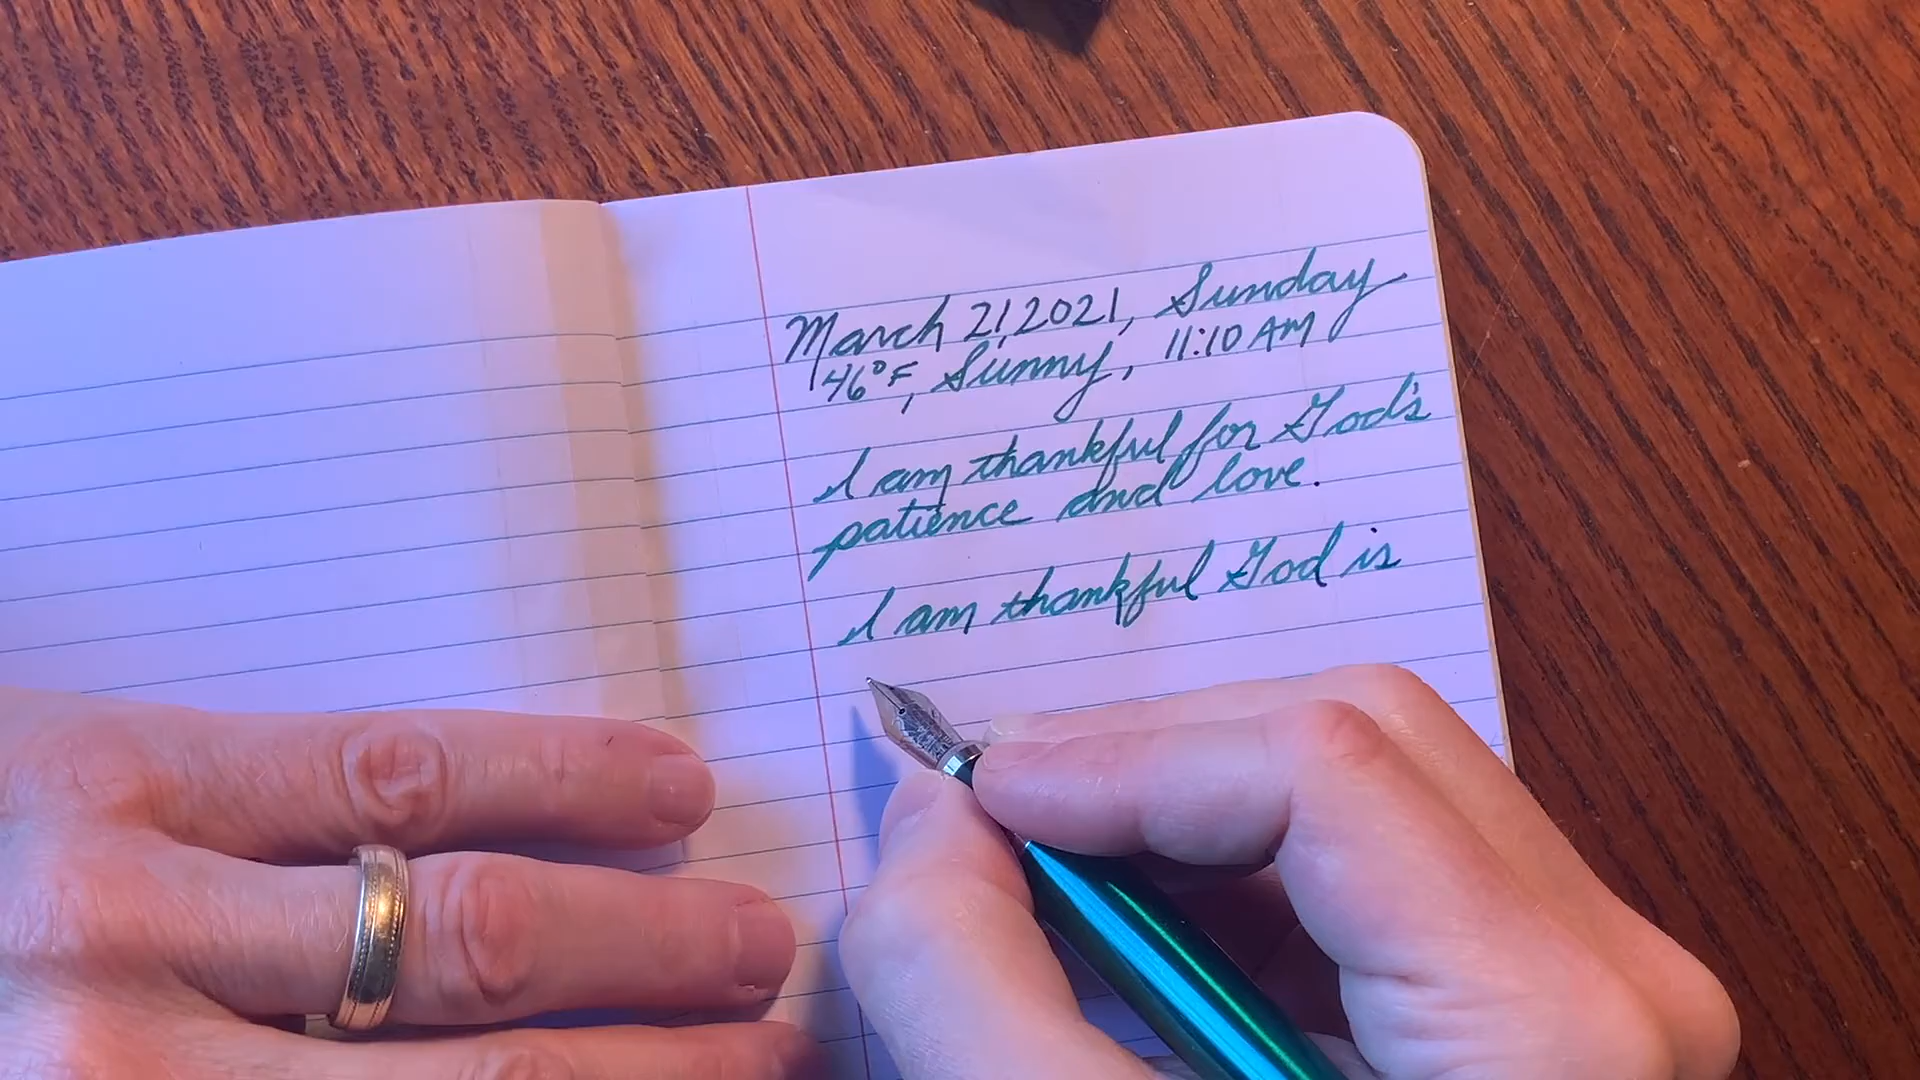 March 21, 2021, Sunday
46°F, Sunny, 11:10 AM
I am thankful for God's
patience and love.
I am thankful God is